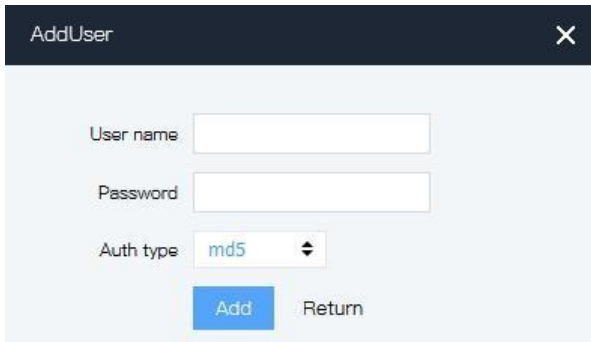 AddUser
User name
Password
Auth type md5
Add Return